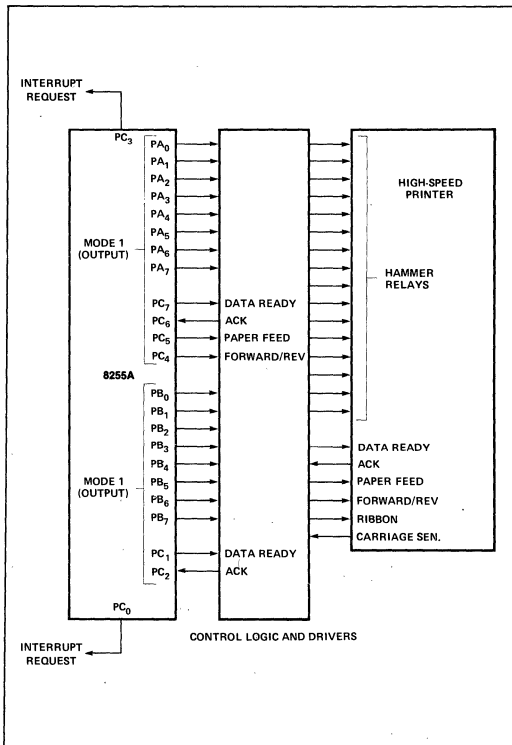 INTERRUPT
REQUEST
PC3
MODE 1
(OUTPUT)
PA0
PA1
PA2
PA3
PA4
PA5
PA6
PA7
PC7
PC6
PC5
PC4
DATA READY
ACK
PAPER FEED
FORWARD/REV
HIGH-SPEED
PRINTER
HAMMER
RELAYS
8255A
MODE 1
(OUTPUT)
PB0
PB1
PB2
PB3
PB4
PB5
PB6
PB7
PC1
PC2
DATA READY
ACK
DATA READY
ACK
PAPER FEED
FORWARD/REV
RIBBON
CARRIAGE SEN.
PC0
INTERRUPT
REQUEST
CONTROL LOGIC AND DRIVERS